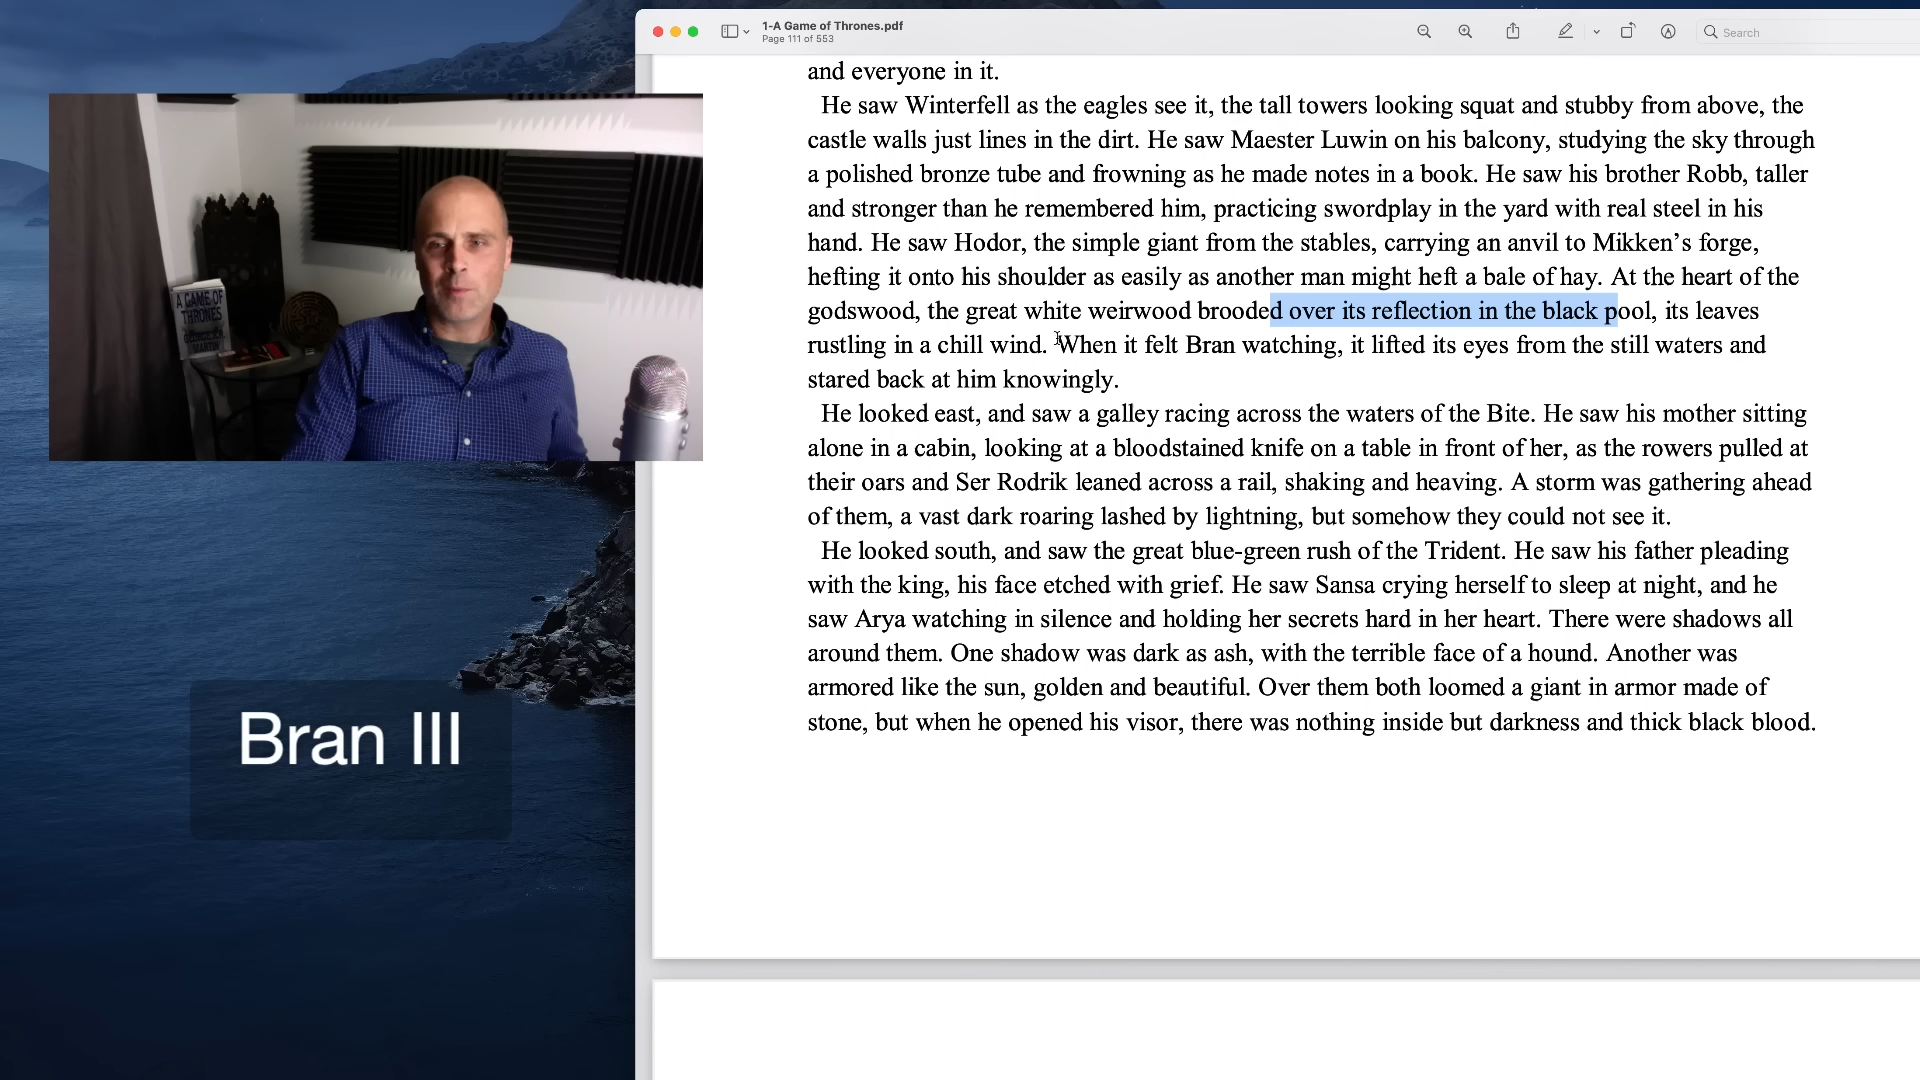 1-A Game of Thrones.pdf
Page 111 of 553
Search
and everyone in it.
He saw Winterfell as the eagles see it, the tall towers looking squat and stubby from above, the
castle walls just lines in the dirt. He saw Maester Luwin on his balcony, studying the sky through
a polished bronze tube and frowning as he made notes in a book. He saw his brother Robb, taller
and stronger than he remembered him, practicing swordplay in the yard with real steel in his
hand. He saw Hodor, the simple giant from the stables, carrying an anvil to Mikken’s forge,
hefting it onto his shoulder as easily as another man might heft a bale of hay. At the heart of the
godswood, the great white weirwood brooded over its reflection in the black pool, its leaves
rustling in a chill wind. When it felt Bran watching, it lifted its eyes from the still waters and
stared back at him knowingly.
He looked east, and saw a galley racing across the waters of the Bite. He saw his mother sitting
alone in a cabin, looking at a bloodstained knife on a table in front of her, as the rowers pulled at
their oars and Ser Rodrik leaned across a rail, shaking and heaving. A storm was gathering ahead
of them, a vast dark roaring lashed by lightning, but somehow they could not see it.
He looked south, and saw the great blue-green rush of the Trident. He saw his father pleading
with the king, his face etched with grief. He saw Sansa crying herself to sleep at night, and he
saw Arya watching in silence and holding her secrets hard in her heart. There were shadows all
around them. One shadow was dark as ash, with the terrible face of a hound. Another was
armored like the sun, golden and beautiful. Over them both loomed a giant in armor made of
stone, but when he opened his visor, there was nothing inside but darkness and thick black blood.
A GAME OF
THRONES
Bran III